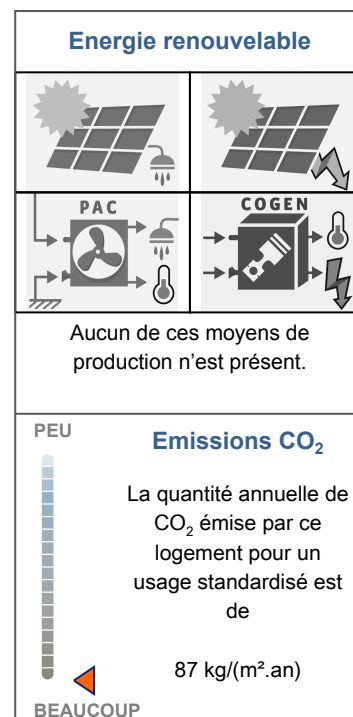 Energie renouvelable
PAC
COGEN
Aucun de ces moyens de
production n'est présent.
PEU
Emissions CO₂
La quantité annuelle de
CO₂ émise par ce
logement pour un
usage standardisé est
de
87 kg/(m².an)
BEAUCOUP